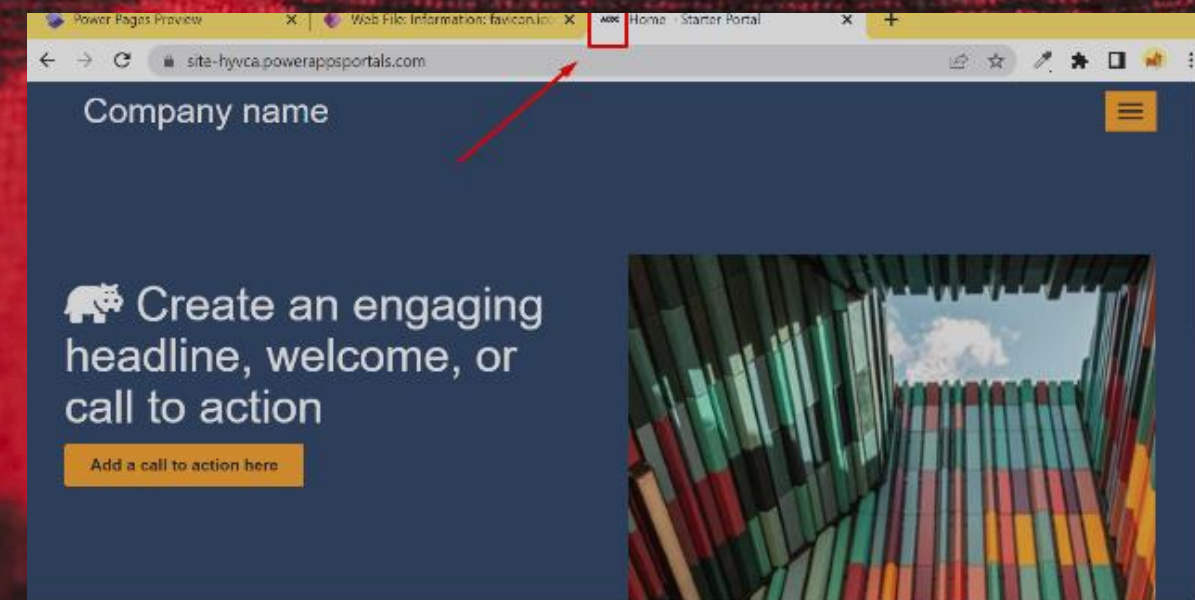 Power Pages Preview
Web File: Information: favicon.ico
Home · Starter Portal
site-hyvca.powerappsportals.com
Company name
Create an engaging
headline, welcome, or
call to action
Add a call to action here